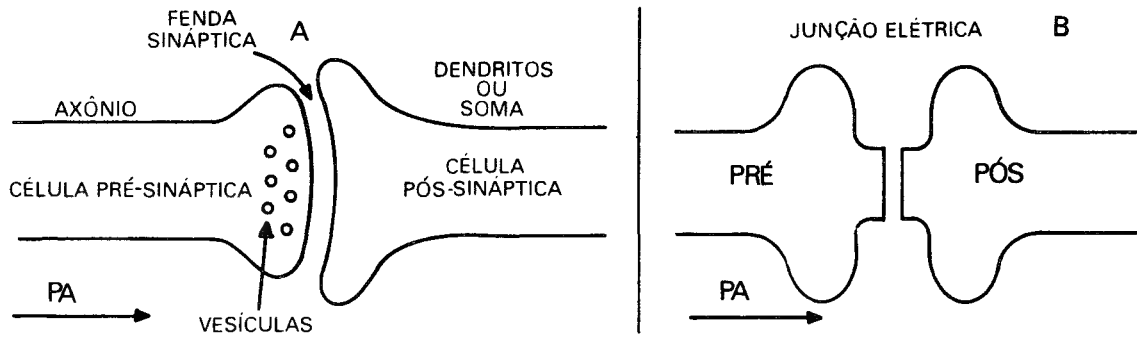 FENDA
SINÁPTICA
A
AXÔNIO
DENDRITOS
OU
SOMA
CÉLULA PRÉ-SINÁPTICA
CÉLULA
PÓS-SINÁPTICA
PA
VESÍCULAS
JUNÇÃO ELÉTRICA
B
PRÉ
PÓS
PA